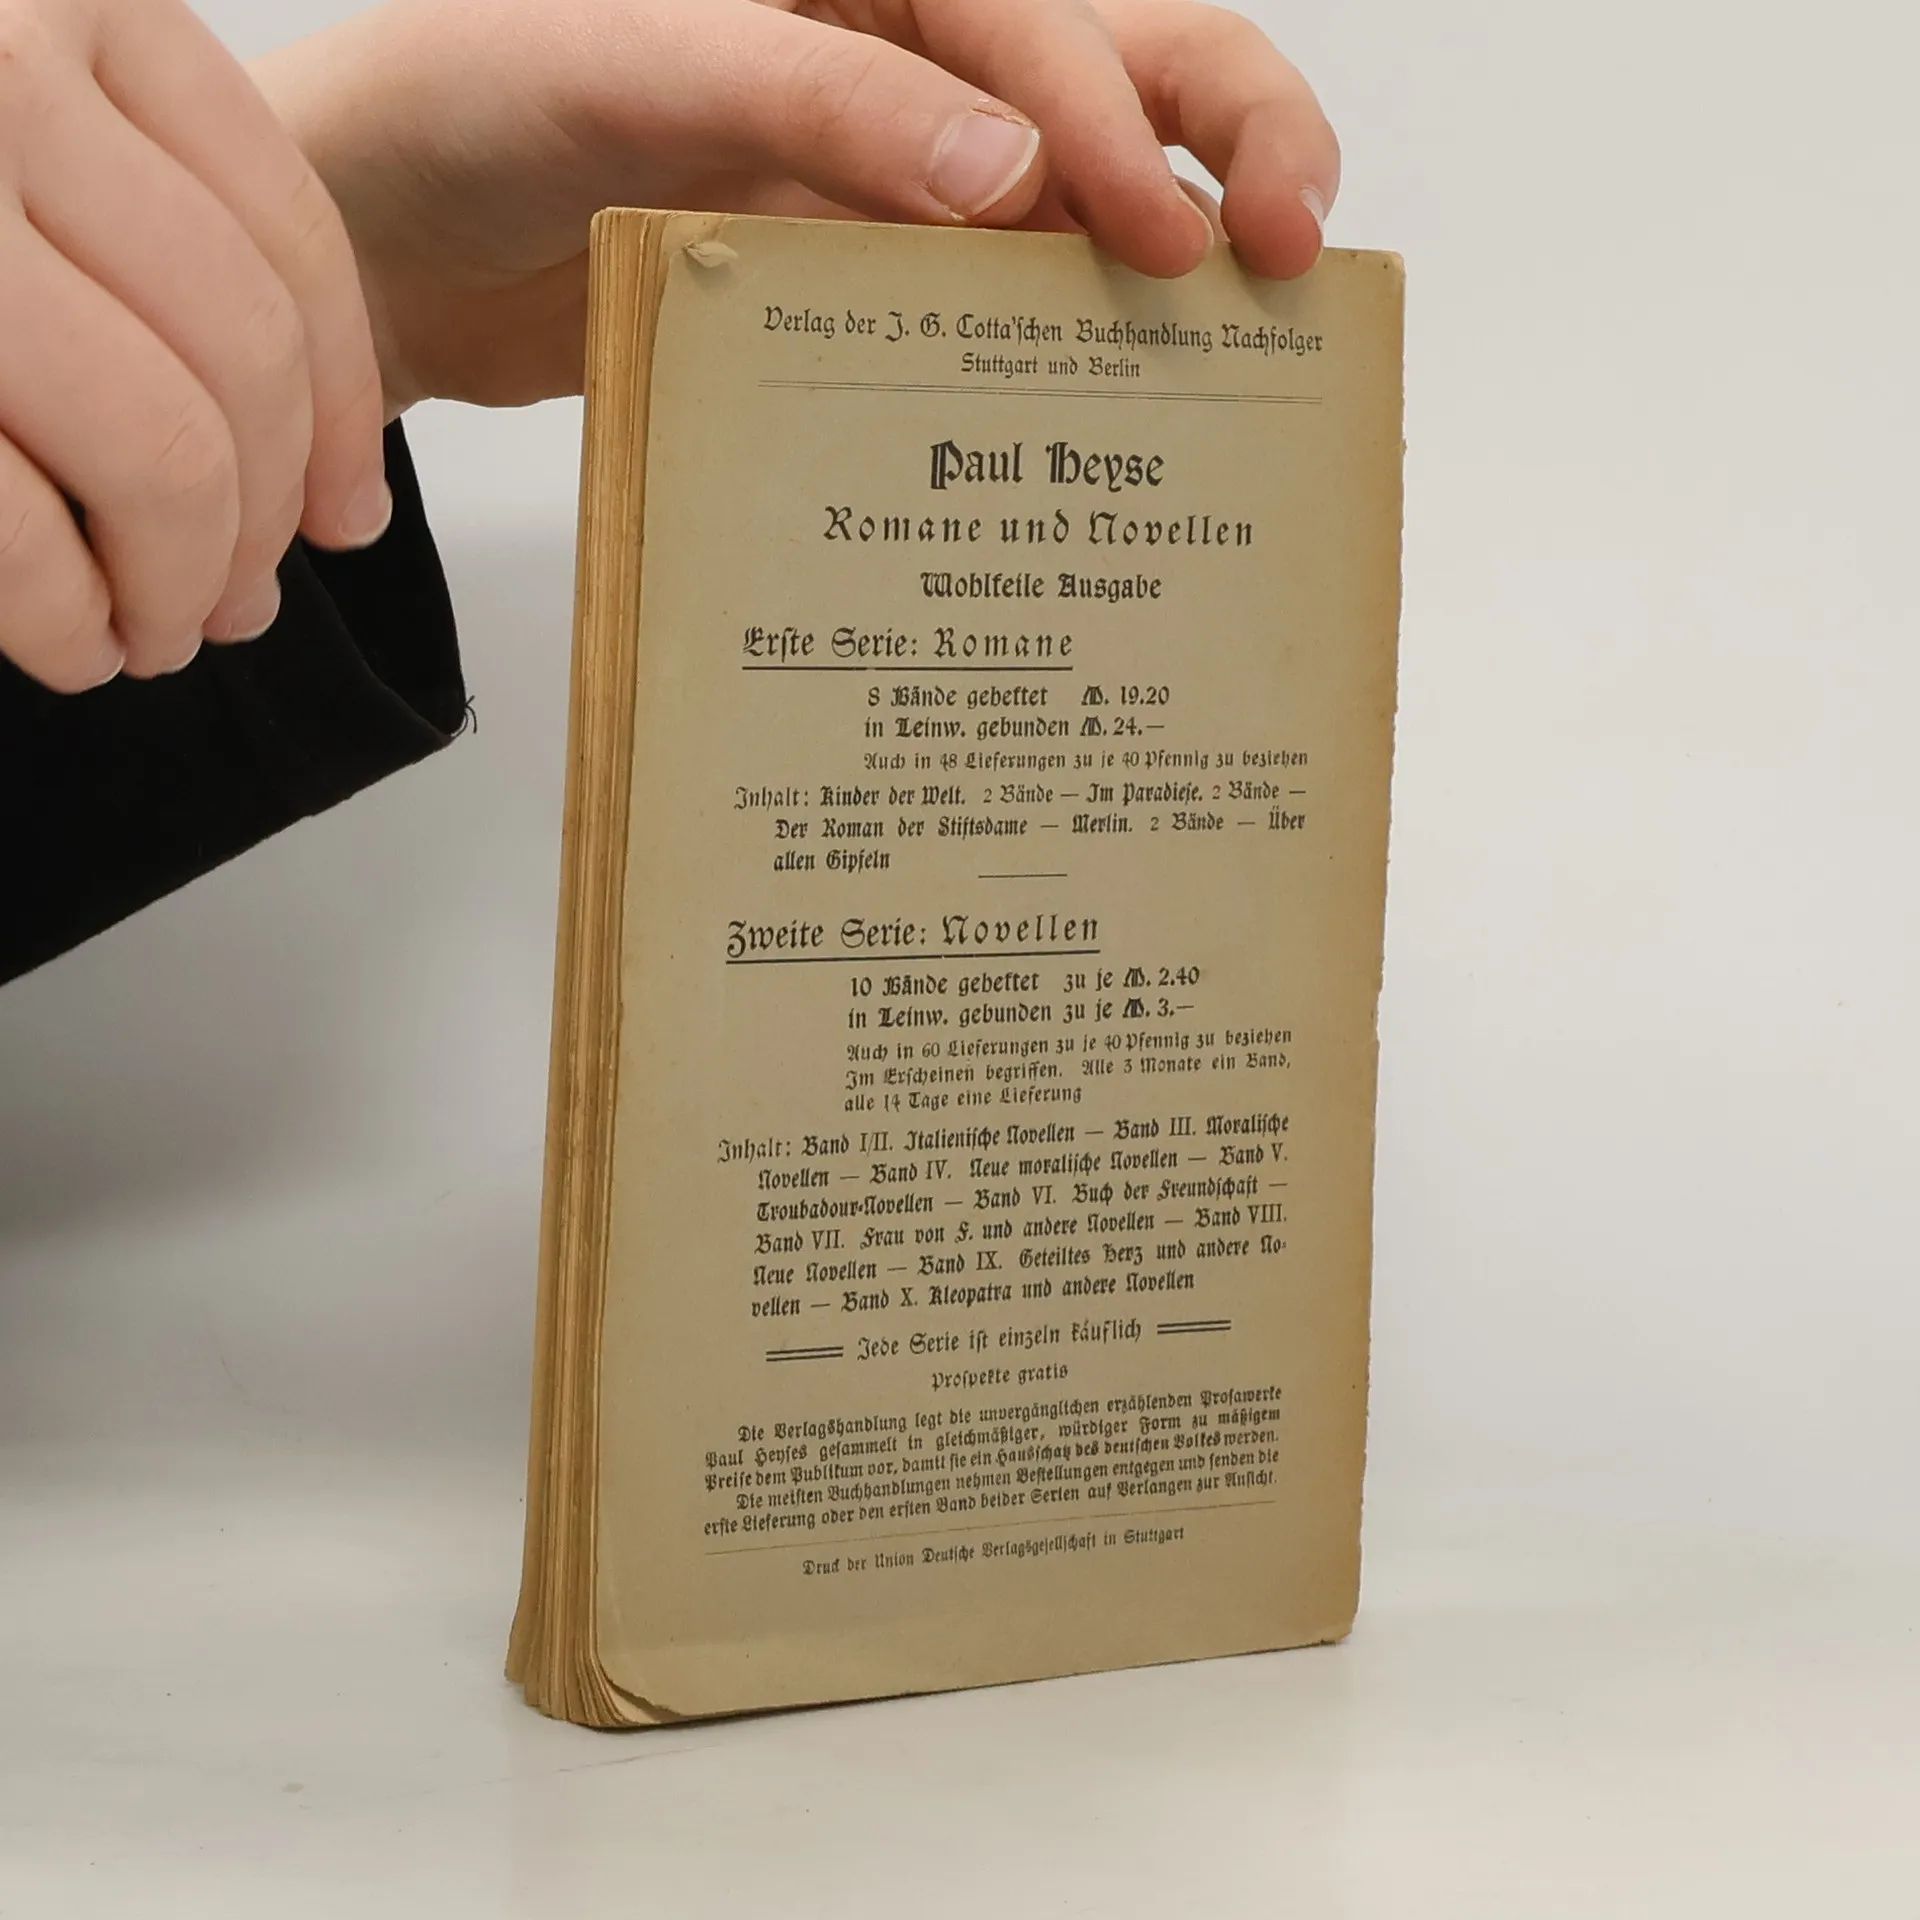 Verlag der J. G. Cotta'ſchen Buchhandlung Nachfolger
Stuttgart und Berlin
Paul Heyse
Romane und Novellen
Wohlfeile Ausgabe
Erſte Serie: Romane
8 Bände geheftet M. 19.20
in Leinw. gebunden M. 24.—
Auch in 48 Lieferungen zu je 40 Pfennig zu beziehen
Inhalt: Kinder der Welt. 2 Bände — Im Paradieſe. 2 Bände —
Der Roman der Stiftsdame — Merlin. 2 Bände — Über
allen Gipfeln
Zweite Serie: Novellen
10 Bände geheftet zu je M. 2.40
in Leinw. gebunden zu je M. 3.—
Auch in 60 Lieferungen zu je 40 Pfennig zu beziehen
Im Erſcheinen begriffen. Alle 3 Monate ein Band,
alle 14 Tage eine Lieferung
Inhalt: Band I/II. Italieniſche Novellen — Band III. Moraliſche
Novellen — Band IV. Neue moraliſche Novellen — Band V.
Troubadour-Novellen — Band VI. Buch der Freundſchaft —
Band VII. Frau von F. und andere Novellen — Band VIII.
Neue Novellen — Band IX. Geteiltes Herz und andere No-
vellen — Band X. Kleopatra und andere Novellen
Jede Serie iſt einzeln käuflich
Proſpekte gratis
Die Verlagshandlung legt die unvergänglichen erzählenden Proſawerke
Paul Heyſes geſammelt in gleichmäßiger, würdiger Form zu mäßigem
Preiſe dem Publikum vor, damit ſie ein Hausſchatz des deutſchen Volkes werden.
Die meiſten Buchhandlungen nehmen Beſtellungen entgegen und ſenden die
erſte Lieferung oder den erſten Band beider Serien auf Verlangen zur Anſicht.
Druck der Union Deutſche Verlagsgeſellſchaft in Stuttgart